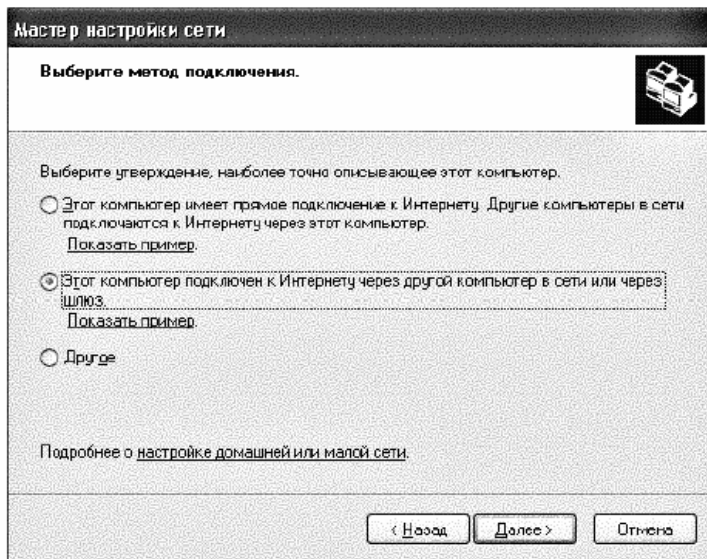 Мастер настройки сети
Выберите метод подключения.
Выберите утверждение, наиболее точно описывающее этот компьютер.
Этот компьютер имеет прямое подключение к Интернету. Другие компьютеры в сети
подключаются к Интернету через этот компьютер.
Показать пример.
Этот компьютер подключен к Интернету через другой компьютер в сети или через
шлюз.
Показать пример.
Другое
Подробнее о настройке домашней или малой сети.
< Назад Далее > Отмена